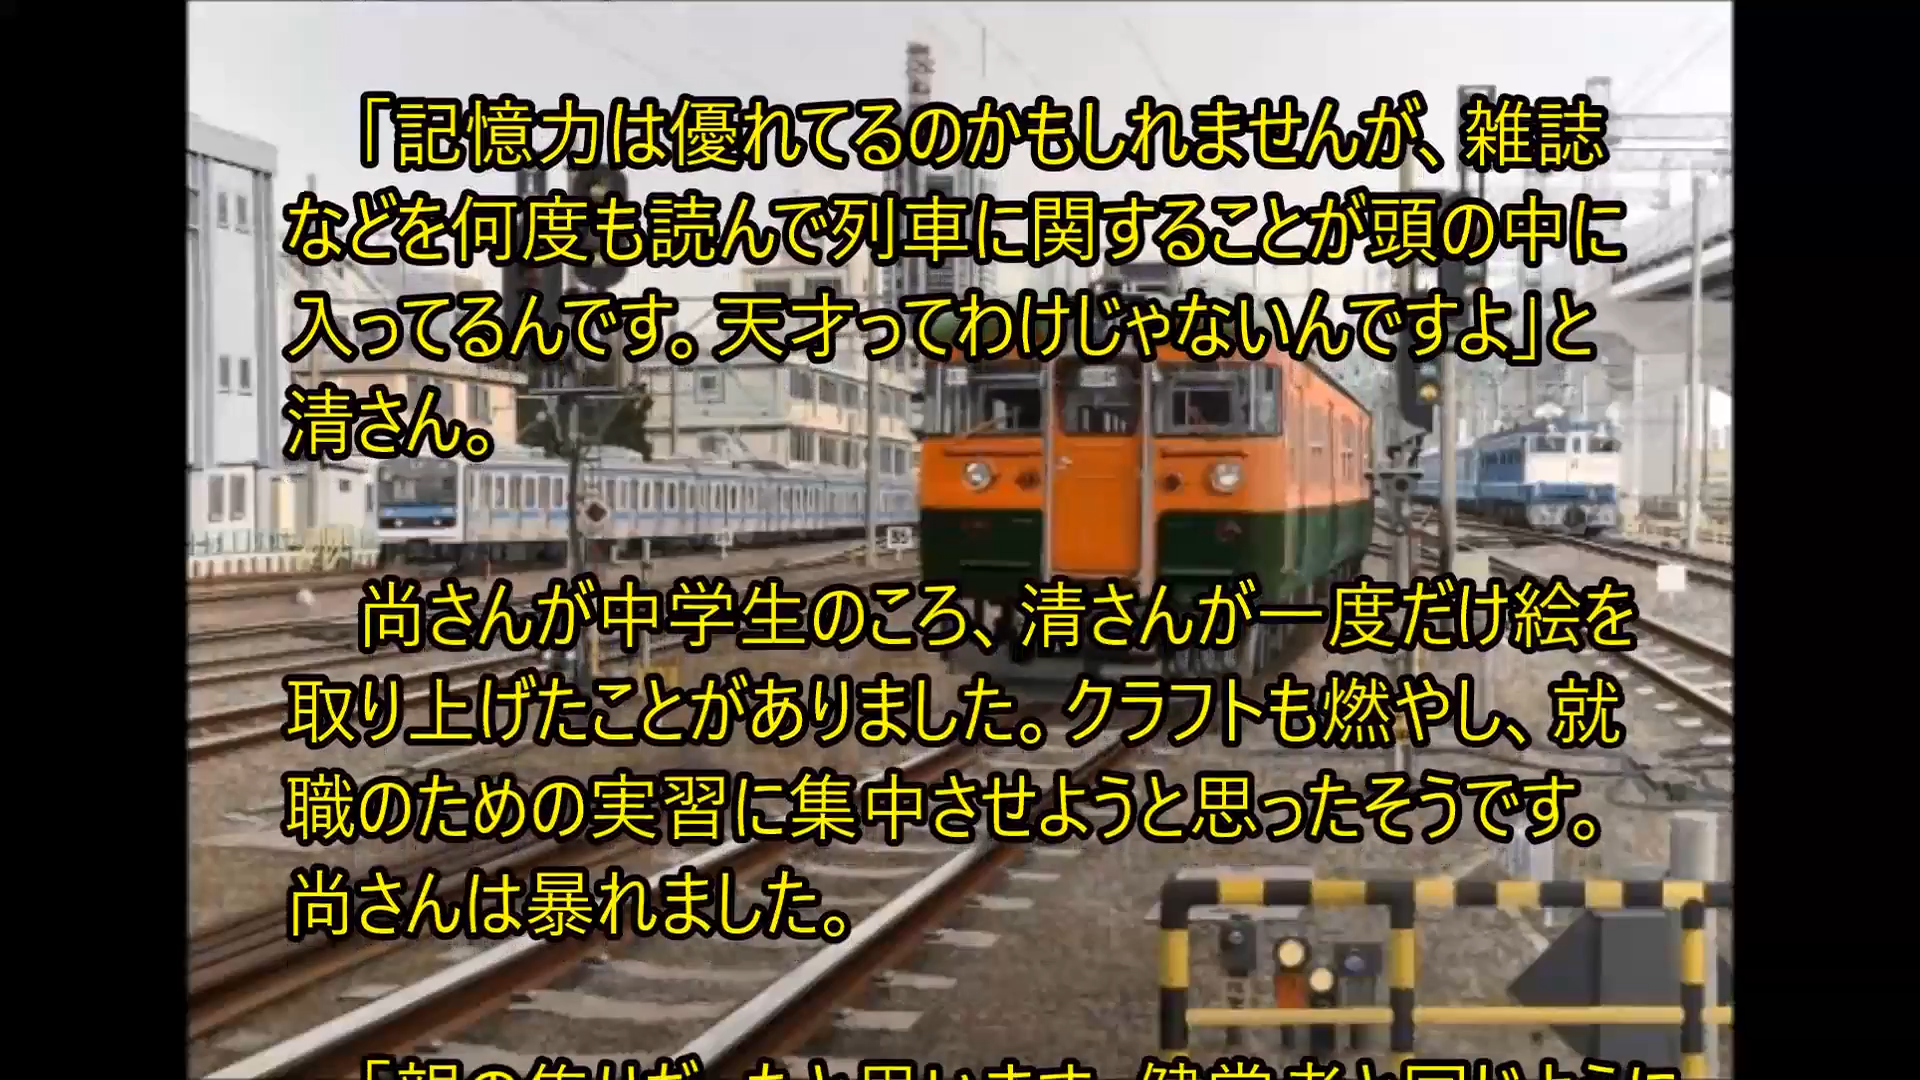 「記憶力は優れてるのかもしれませんが、雑誌
などを何度も読んで列車に関することが頭の中に
入ってるんです。天才ってわけじゃないんですよ」と
清さん。
尚さんが中学生のころ、清さんが一度だけ絵を
取り上げたことがありました。クラフトも燃やし、就
職のための実習に集中させようと思ったそうです。
尚さんは暴れました。